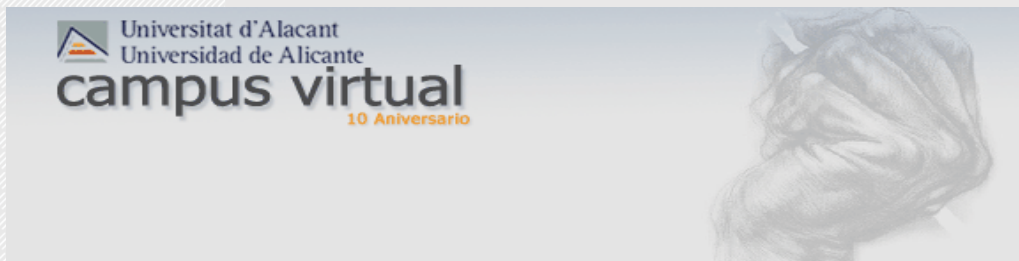 Universitat d'Alacant
Universidad de Alicante
campus virtual
10 Aniversario